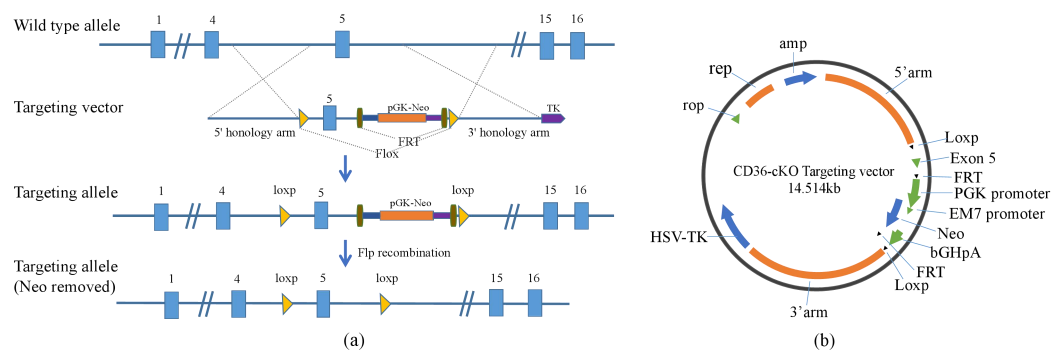 Wild type allele
1
4
5
15
16
Targeting vector
5
pGK-Neo
TK
5' homology arm
FRT
Flox
3' homology arm
Targeting allele
1
4
loxp
5
pGK-Neo
loxp
15
16
Flp recombination
Targeting allele
(Neo removed)
1
4
loxp
5
loxp
15
16
(a)
amp
rep
rop
5'arm
Loxp
Exon 5
FRT
PGK promoter
EM7 promoter
Neo
bGHpA
FRT
Loxp
3'arm
HSV-TK
CD36-cKO Targeting vector
14.514kb
(b)